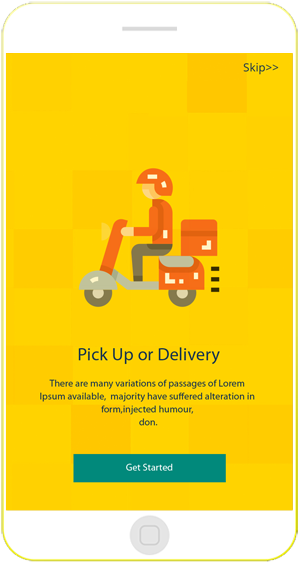 Skip>>
Pick Up or Delivery
There are many variations of passages of Lorem
Ipsum available, majority have suffered alteration in
form,injected humour,
don.
Get Started